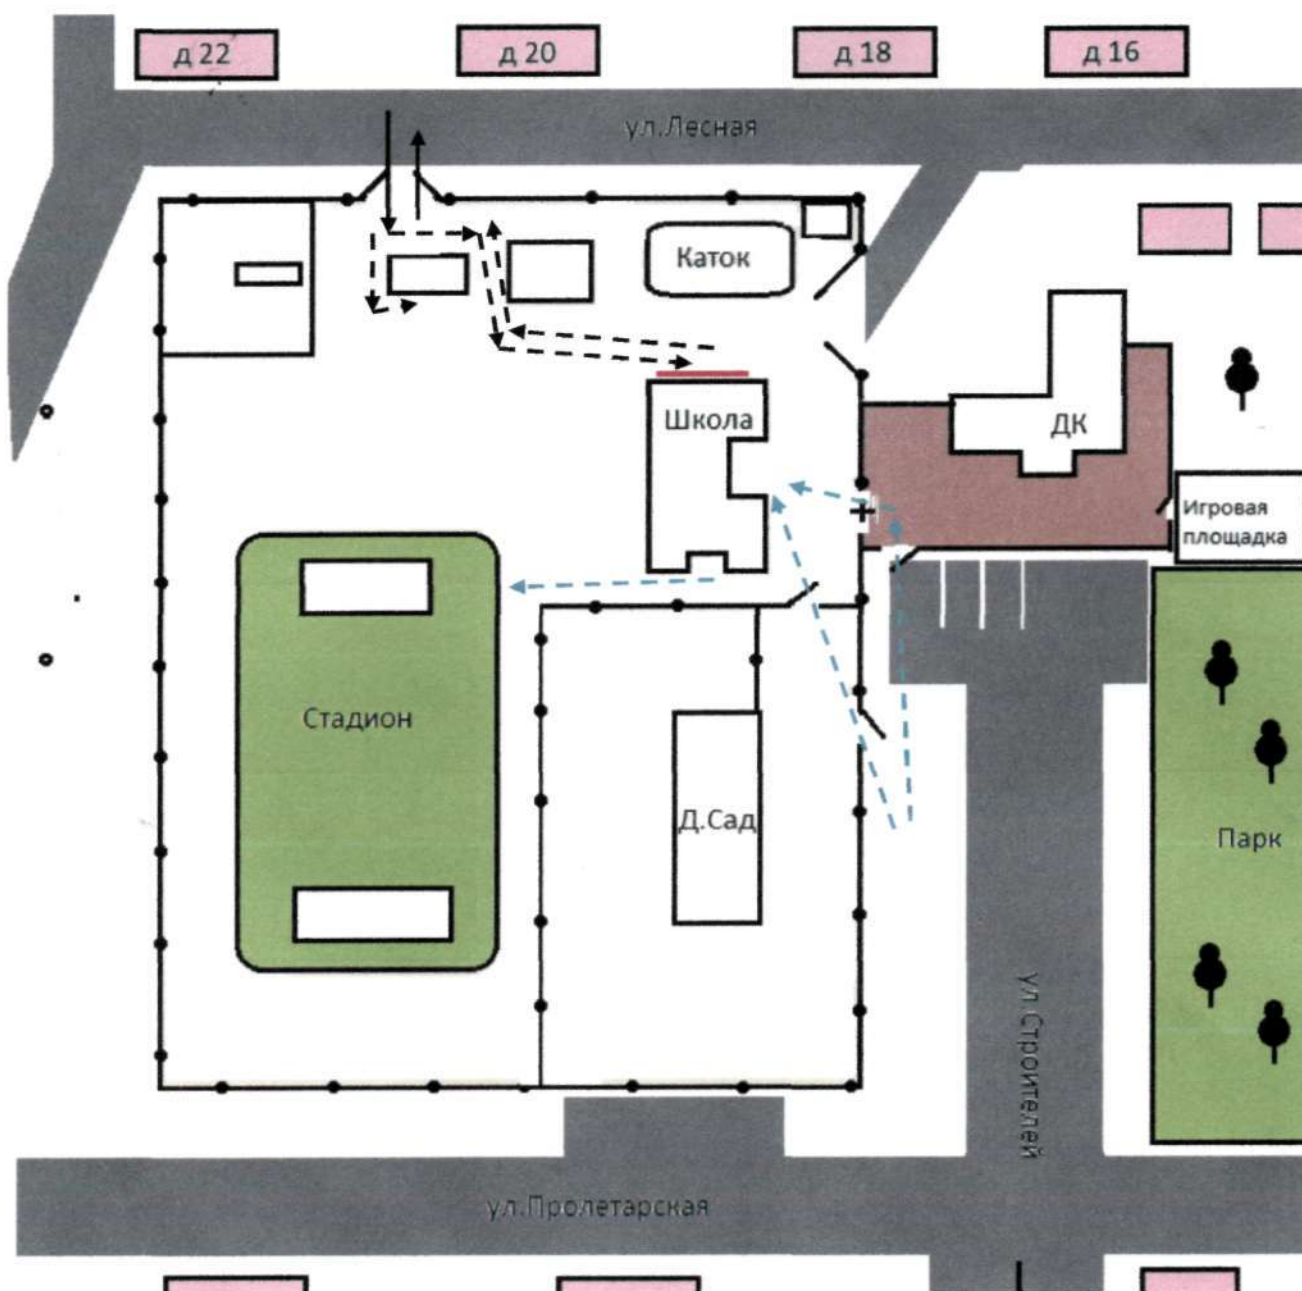 д 22
д 20
д 18
д 16
ул.Лесная
Каток
Школа
ДК
Игровая
площадка
Стадион
Д.Сад
Парк
ул.Строителей
ул.Пролетарская